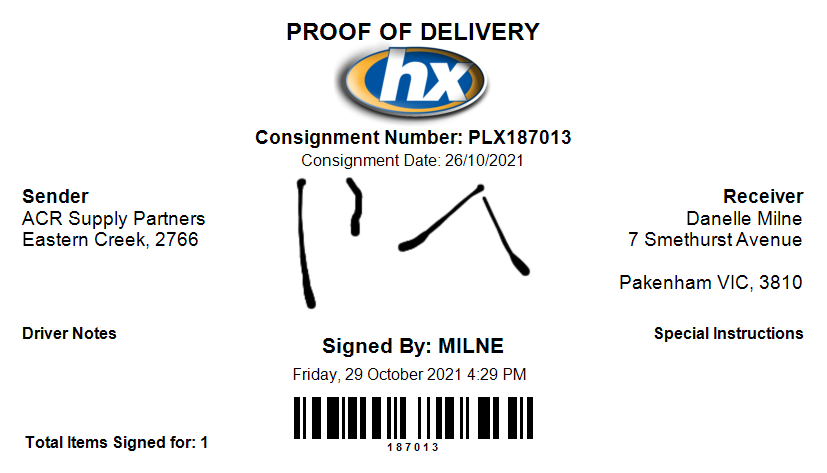 PROOF OF DELIVERY
hx
Consignment Number: PLX187013
Consignment Date: 26/10/2021
Sender
ACR Supply Partners
Eastern Creek, 2766
Receiver
Danelle Milne
7 Smethurst Avenue
Pakenham VIC, 3810
Driver Notes
Special Instructions
Signed By: MILNE
Friday, 29 October 2021 4:29 PM
187013
Total Items Signed for: 1